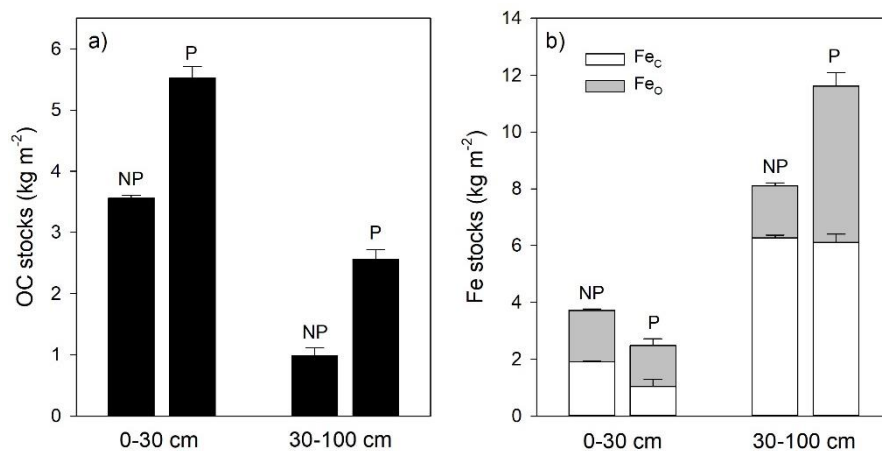 a)
OC stocks (kg m-2)
6
5
4
3
2
1
0
NP
P
NP
P
0-30 cm
30-100 cm
b)
Fe stocks (kg m-2)
14
12
10
8
6
4
2
0
FeC
FeO
NP
P
NP
P
0-30 cm
30-100 cm